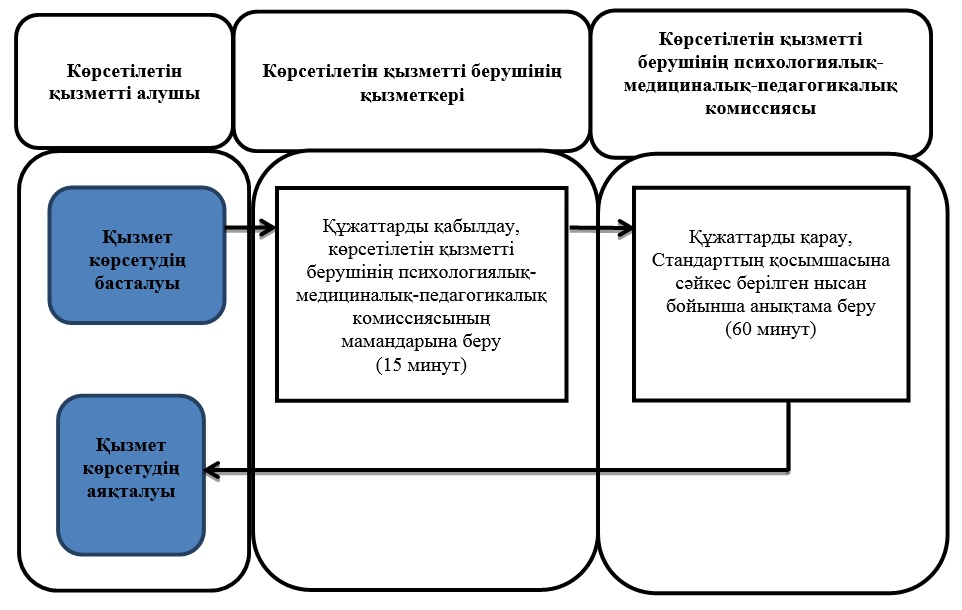 Көрсетілетін
қызметті алушы
Көрсетілетін қызметті берушінің
қызметкері
Көрсетілетін қызметті
берушінің психологиялық-
медициналық-педагогикалық
комиссиясы
Қызмет
көрсетудің
басталуы
Құжаттарды қабылдау,
көрсетілетін қызметті
берушінің психологиялық-
медициналық-педагогикалық
комиссиясының
мамандарына беру
(15 минут)
Құжаттарды қарау,
Стандарттың қосымшасына
сәйкес берілген нысан
бойынша анықтама беру
(60 минут)
Қызмет
көрсетудің
аяқталуы